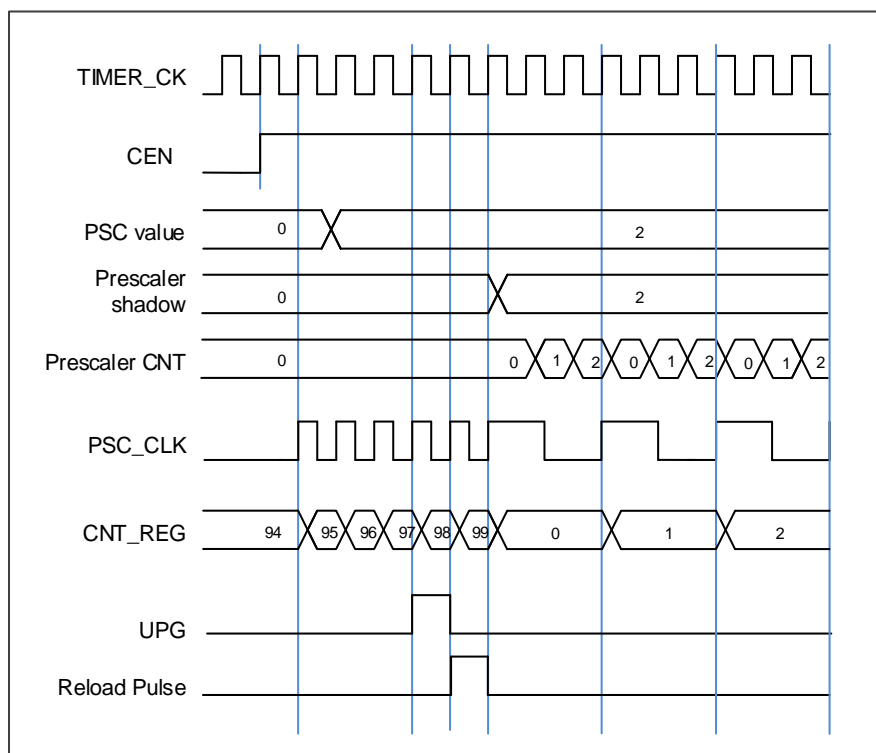 TIMER_CK
CEN
PSC value 0 2
Prescaler
shadow 0 2
Prescaler CNT 0 0 1 2 0 1 2 0 1 2
PSC_CLK
CNT_REG 94 95 96 97 98 99 0 1 2
UPG
Reload Pulse